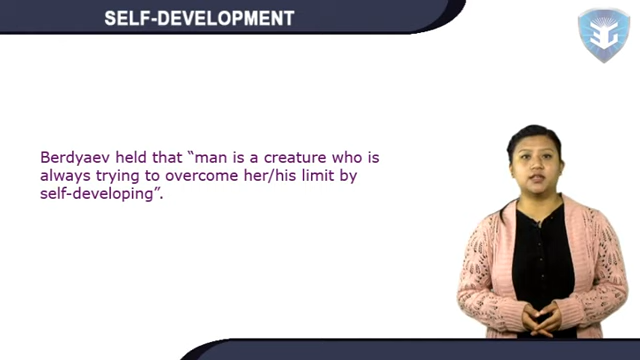 SELF-DEVELOPMENT
Berdyaev held that “man is a creature who is
always trying to overcome her/his limit by
self-developing”.